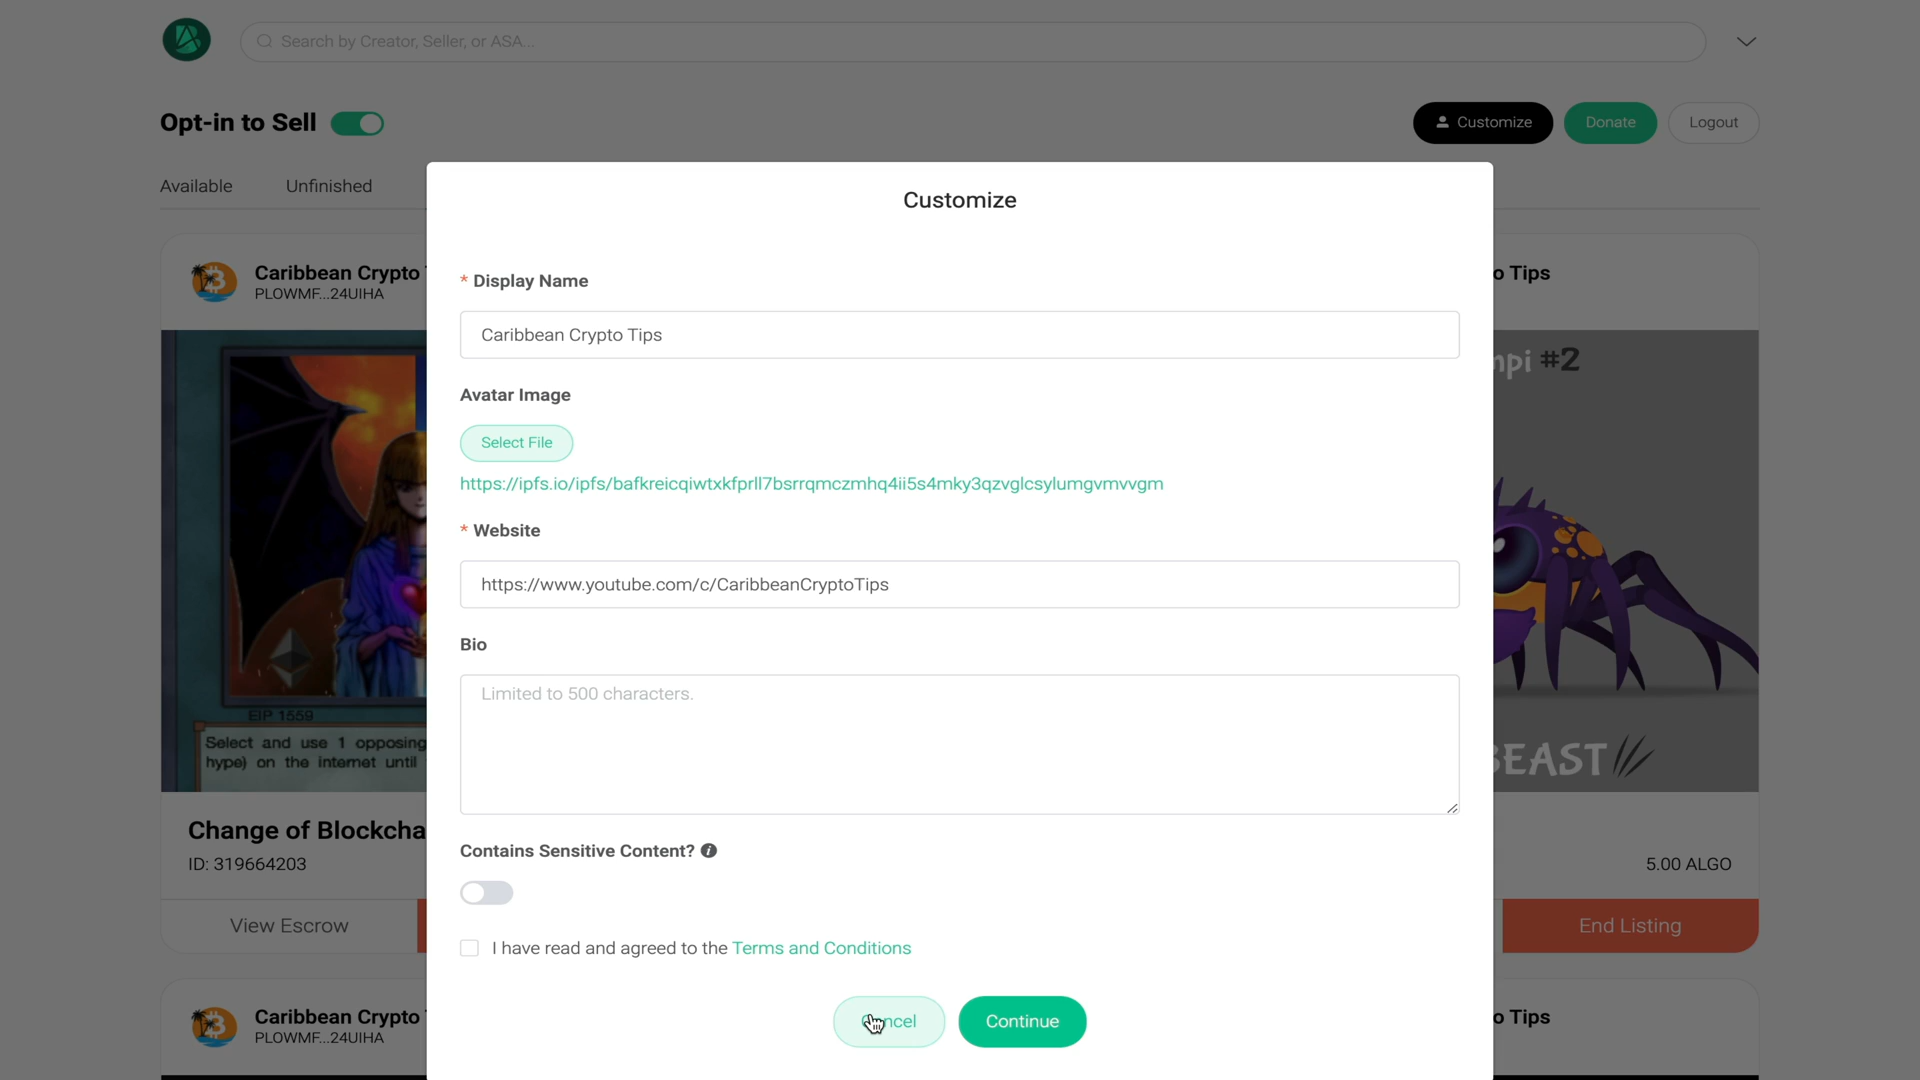 Search by Creator, Seller, or ASA...
Opt-in to Sell
Customize
Donate
Logout
Available
Unfinished
Customize
Caribbean Crypto
PLOWMF...24UIHA
o Tips
* Display Name
Caribbean Crypto Tips
#2
Avatar Image
Select File
https://ipfs.io/ipfs/bafkreicqiwtxkfprll7bsrrqmczmhq4ii5s4mky3qzvglcsylumgvmvvgm
* Website
https://www.youtube.com/c/CaribbeanCryptoTips
Bio
Limited to 500 characters.
EIP 1559
Select and use 1 opposing
hype) on the internet until
EAST
Change of Blockcha
ID: 319664203
5.00 ALGO
View Escrow
End Listing
Contains Sensitive Content?
I have read and agreed to the Terms and Conditions
Caribbean Crypto
PLOWMF...24UIHA
o Tips
Continue